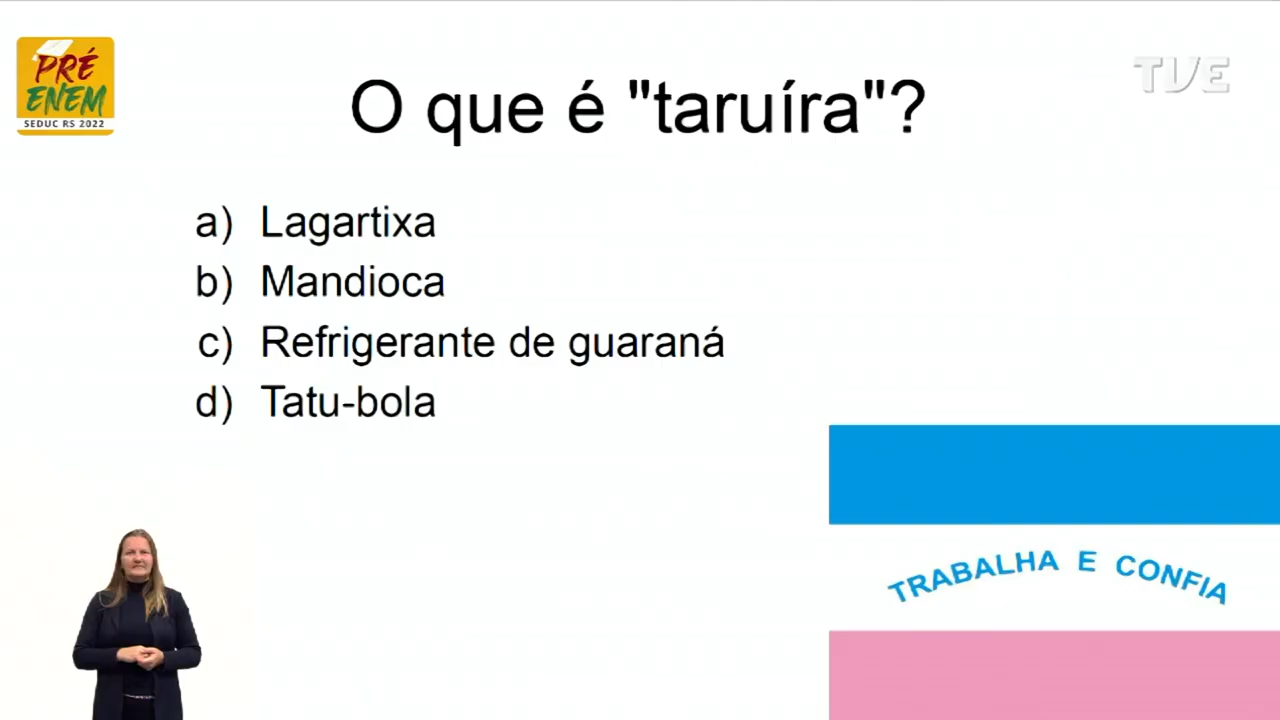 PRÉ
ENEM
SEDUC RS 2022
TVE
O que é "taruíra"?
a) Lagartixa
b) Mandioca
c) Refrigerante de guaraná
d) Tatu-bola
TRABALHA E CONFIA